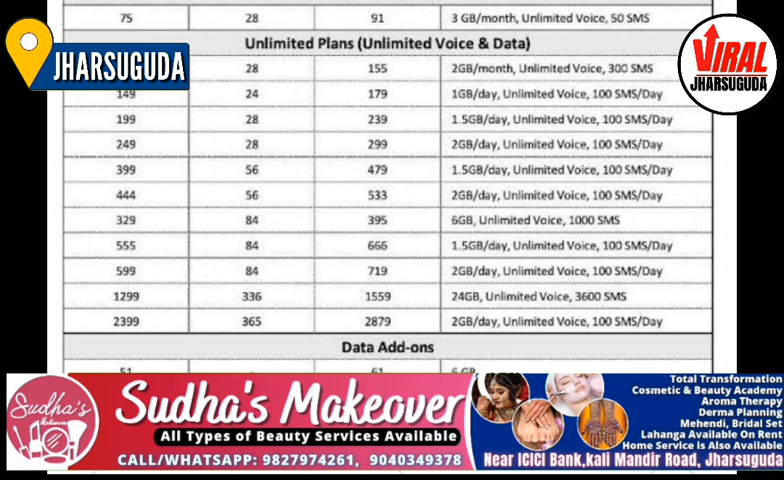 75 28 91 3 GB/month, Unlimited Voice, 50 SMS
Unlimited Plans (Unlimited Voice & Data)
JHARSUGUDA
VIRAL
JHARSUGUDA
28 155 2GB/month, Unlimited Voice, 300 SMS
149 24 179 1GB/day, Unlimited Voice, 100 SMS/Day
199 28 239 1.5GB/day, Unlimited Voice, 100 SMS/Day
249 28 299 2GB/day, Unlimited Voice, 100 SMS/Day
399 56 479 1.5GB/day, Unlimited Voice, 100 SMS/Day
444 56 533 2GB/day, Unlimited Voice, 100 SMS/Day
329 84 395 6GB, Unlimited Voice, 1000 SMS
555 84 666 1.5GB/day, Unlimited Voice, 100 SMS/Day
599 84 719 2GB/day, Unlimited Voice, 100 SMS/Day
1299 336 1559 24GB, Unlimited Voice, 3600 SMS
2399 365 2879 2GB/day, Unlimited Voice, 100 SMS/Day
Data Add-ons
51 61 6 GB
Sudha's
Makeover
Sudha's Makeover
All Types of Beauty Services Available
CALL/WHATSAPP: 9827974261, 9040349378
Total Transformation
Cosmetic & Beauty Academy
Aroma Therapy
Derma Planning
Mehendi, Bridal Set
Lahanga Available On Rent
Home Service Is Also Available
Near ICICI Bank,kali Mandir Road, Jharsuguda